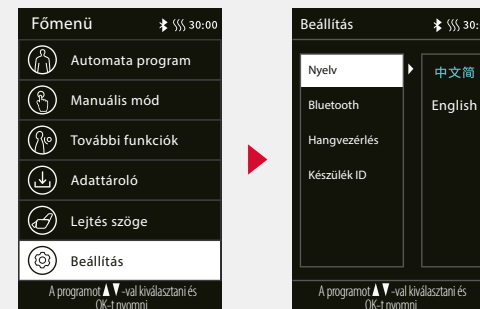 Főmenü 30:00
Automata program
Manuális mód
További funkciók
Adattároló
Lejtés szöge
Beállítás
A programot ▲▼-val kiválasztani és
OK-t nyomni
Beállítás 30:
Nyelv
Bluetooth
Hangvezérlés
Készülék ID
中文简
English
A programot ▲▼-val kiválasztani és
OK-t nyomni